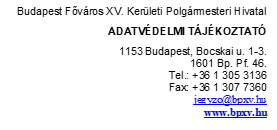 Budapest Főváros XV. Kerületi Polgármesteri Hivatal
ADATVÉDELMI TÁJÉKOZTATÓ
1153 Budapest, Bocskai u. 1-3.
1601 Bp. Pf. 46.
Tel.: +36 1 305 3136
Fax: +36 1 307 7360
jegyzo@bpxv.hu
www.bpxv.hu